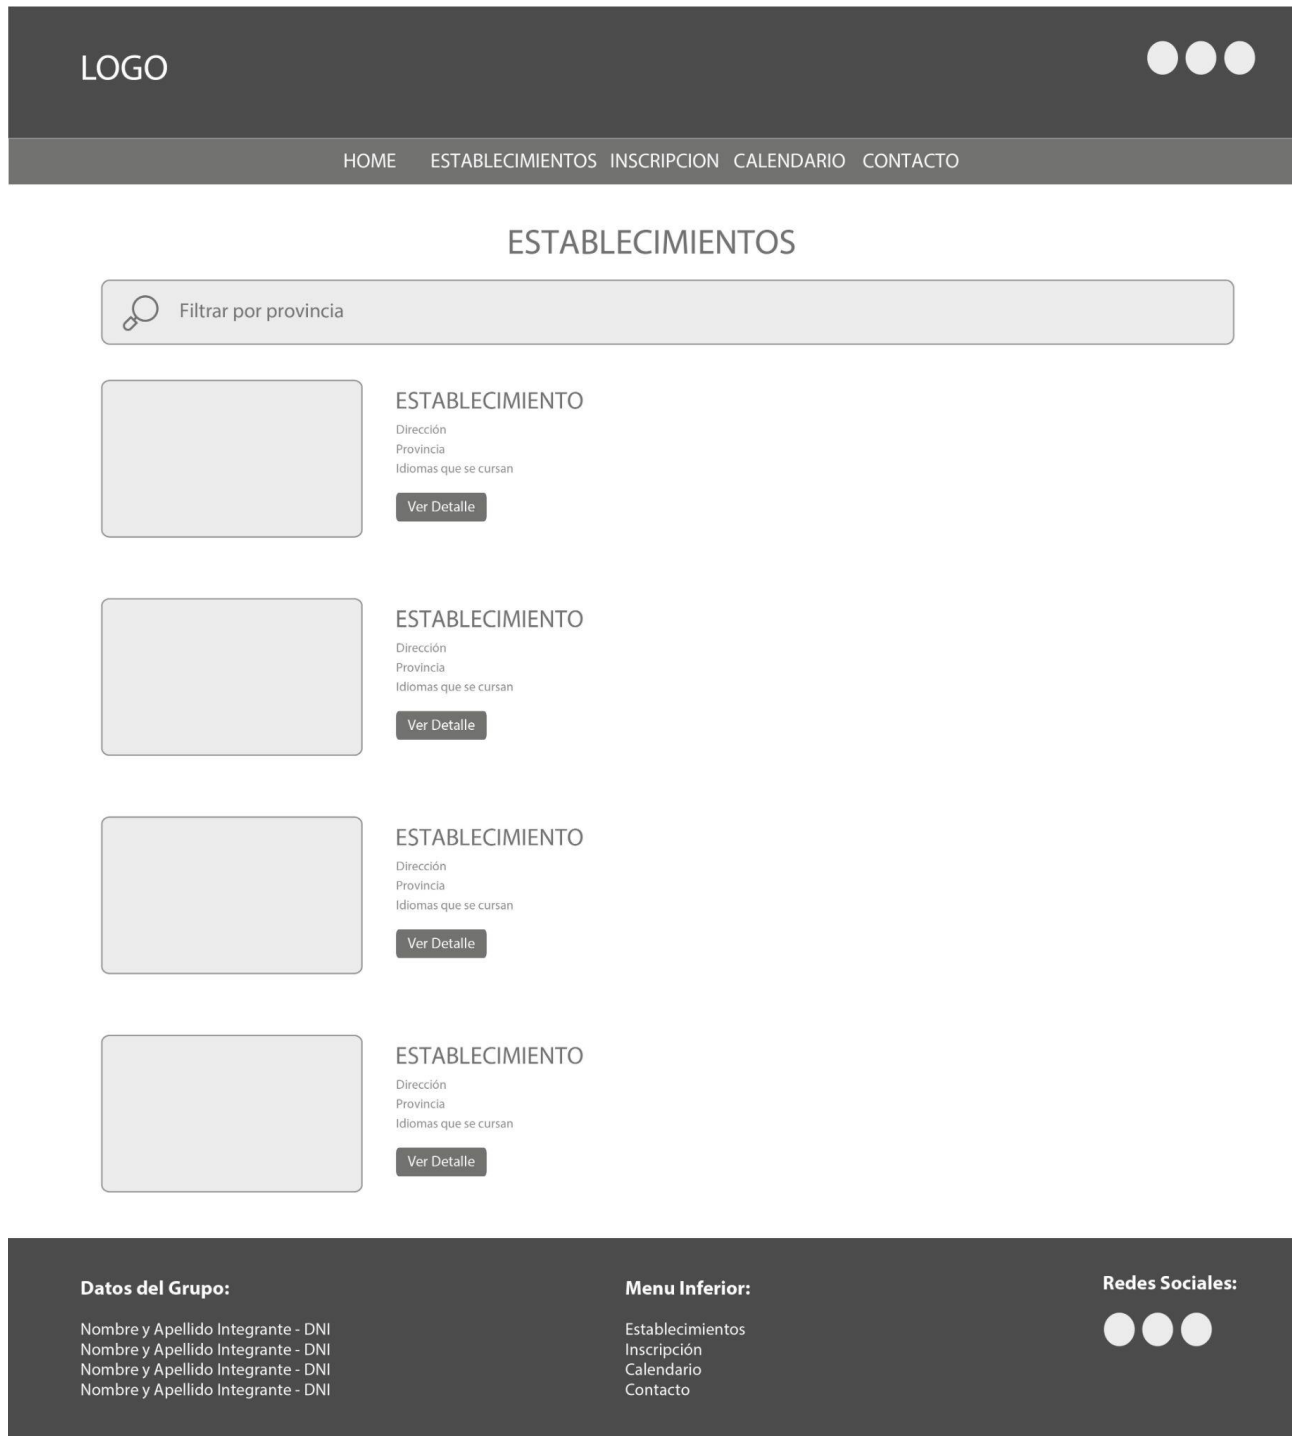 LOGO
HOME ESTABLECIMIENTOS INSCRIPCION CALENDARIO CONTACTO
ESTABLECIMIENTOS
Filtrar por provincia
ESTABLECIMIENTO
Dirección
Provincia
Idiomas que se cursan
Ver Detalle
ESTABLECIMIENTO
Dirección
Provincia
Idiomas que se cursan
Ver Detalle
ESTABLECIMIENTO
Dirección
Provincia
Idiomas que se cursan
Ver Detalle
ESTABLECIMIENTO
Dirección
Provincia
Idiomas que se cursan
Ver Detalle
Datos del Grupo:
Nombre y Apellido Integrante - DNI
Nombre y Apellido Integrante - DNI
Nombre y Apellido Integrante - DNI
Nombre y Apellido Integrante - DNI
Menu Inferior:
Establecimientos
Inscripción
Calendario
Contacto
Redes Sociales: